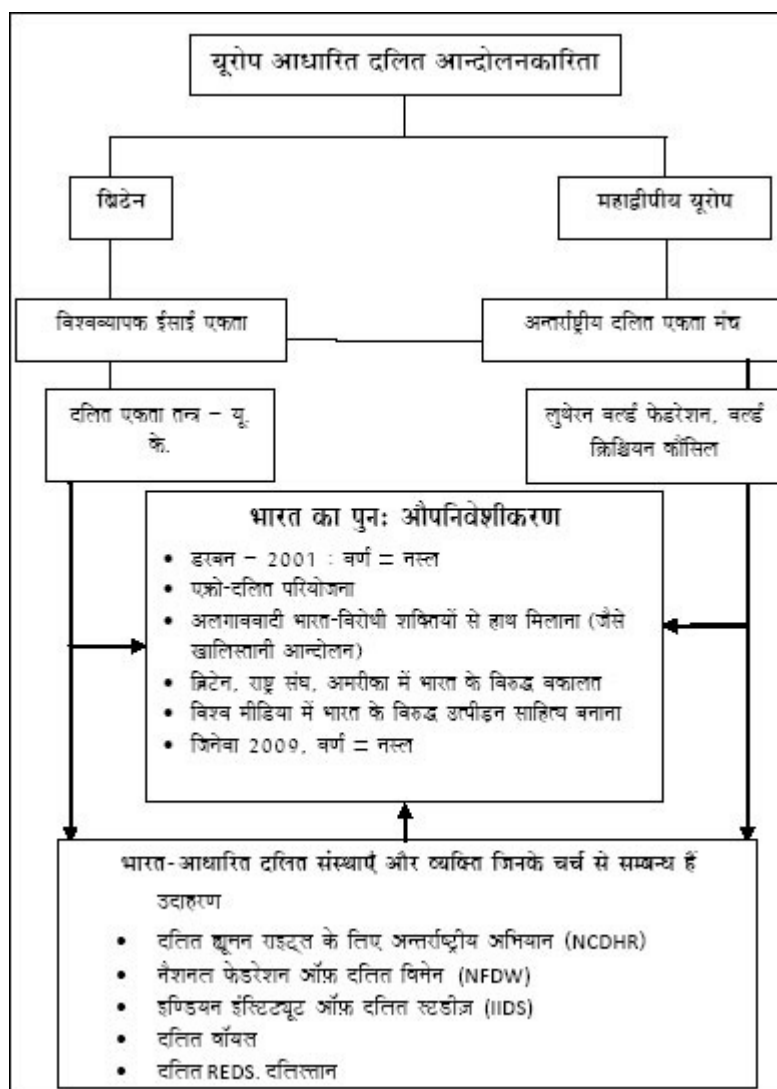 यूरोप आधारित दलित आन्दोलनकारिता
ब्रिटेन
महाद्वीपीय यूरोप
विश्वव्यापक ईसाई एकता
अन्तर्राष्ट्रीय दलित एकता मंच
दलित एकता तन्त्र – यू.
के.
लुथेरन वर्ल्ड फेडरेशन, वर्ल्ड
क्रिश्चियन कौंसिल
भारत का पुनः औपनिवेशीकरण
• डरबन – 2001 : वर्ण = नस्ल
• एफ्रो-दलित परियोजना
• अलगाववादी भारत-विरोधी शक्तियों से हाथ मिलाना (जैसे
खालिस्तानी आन्दोलन)
• ब्रिटेन, राष्ट्र संघ, अमरीका में भारत के विरुद्ध वकालत
• विश्व मीडिया में भारत के विरुद्ध उत्पीड़न साहित्य बनाना
• जिनेवा 2009, वर्ण = नस्ल
भारत-आधारित दलित संस्थाएँ और व्यक्ति जिनके चर्च से सम्बन्ध हैं
उदाहरण
• दलित ह्यूमन राइट्स के लिए अन्तर्राष्ट्रीय अभियान (NCDHR)
• नैशनल फेडरेशन ऑफ़ दलित विमेन (NFDW)
• इण्डियन इंस्टिट्यूट ऑफ़ दलित स्टडीज़ (IIDS)
• दलित वॉयस
• दलित REDS. दलिस्तान